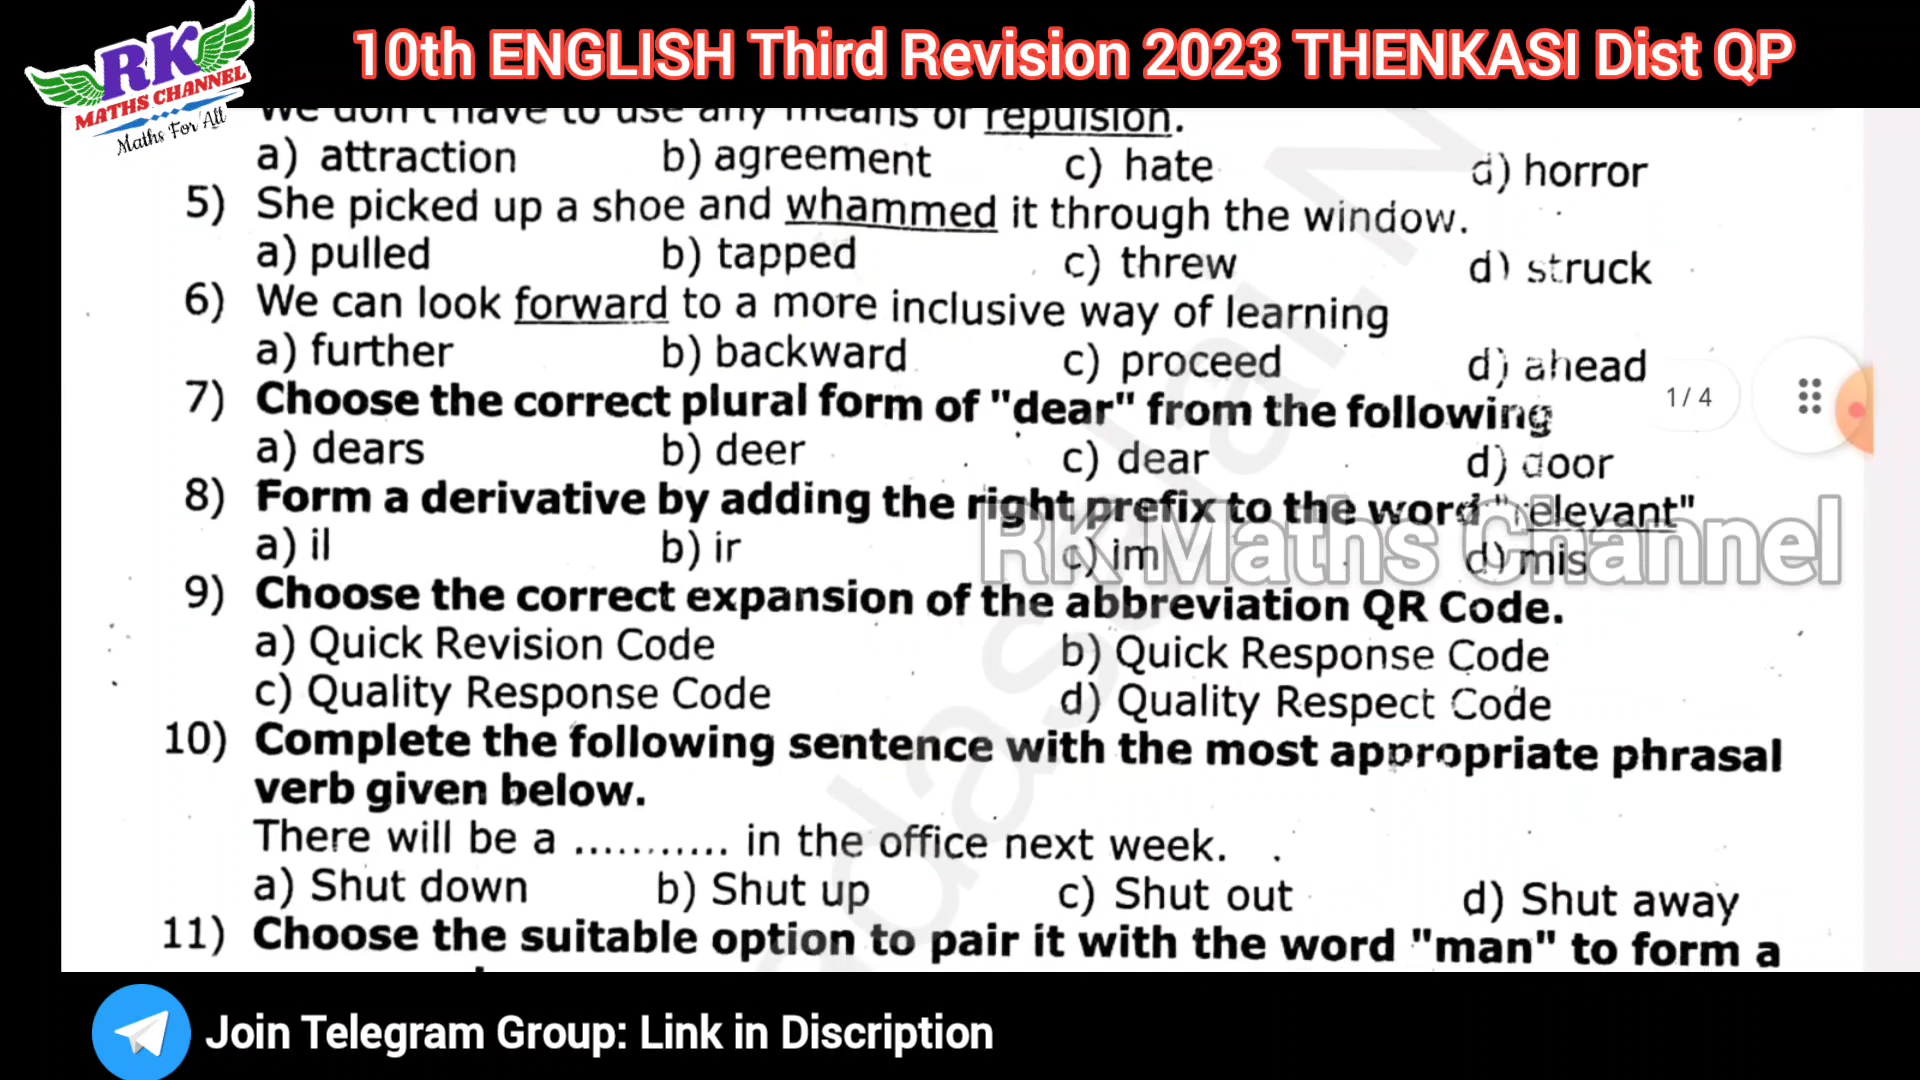 RK
MATHS CHANNEL
Maths For All
10th ENGLISH Third Revision 2023 THENKASI Dist QP
We don't have to use any means of repulsion.
a) attraction b) agreement c) hate d) horror
5) She picked up a shoe and whammed it through the window.
a) pulled b) tapped c) threw d) struck
6) We can look forward to a more inclusive way of learning
a) further b) backward c) proceed d) ahead
7) Choose the correct plural form of "dear" from the following
1 / 4
a) dears b) deer c) dear d) door
8) Form a derivative by adding the right prefix to the word "relevant"
a) il b) ir c) im d) mis
RK Maths Channel
9) Choose the correct expansion of the abbreviation QR Code.
a) Quick Revision Code b) Quick Response Code
c) Quality Response Code d) Quality Respect Code
10) Complete the following sentence with the most appropriate phrasal
verb given below.
There will be a ........... in the office next week.
a) Shut down b) Shut up c) Shut out d) Shut away
11) Choose the suitable option to pair it with the word "man" to form a
Join Telegram Group: Link in Discription